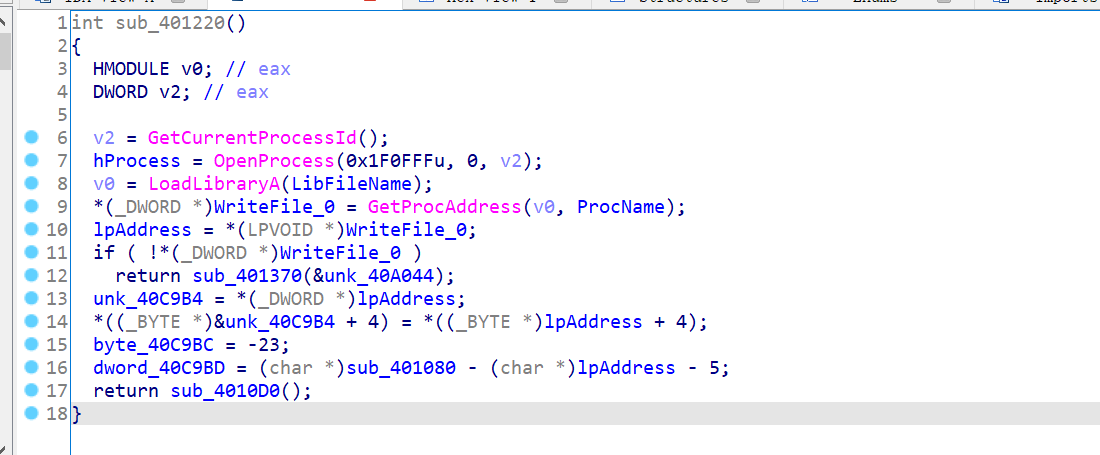 1 int sub_401220()
2 {
3 HMODULE v0; // eax
4 DWORD v2; // eax
5
6 v2 = GetCurrentProcessId();
7 hProcess = OpenProcess(0x1F0FFFu, 0, v2);
8 v0 = LoadLibraryA(LibFileName);
9 *(_DWORD *)WriteFile_0 = GetProcAddress(v0, ProcName);
10 lpAddress = *(LPVOID *)WriteFile_0;
11 if ( !*(_DWORD *)WriteFile_0 )
12 return sub_401370(&unk_40A044);
13 unk_40C9B4 = *(_DWORD *)lpAddress;
14 *((_BYTE *)&unk_40C9B4 + 4) = *((_BYTE *)lpAddress + 4);
15 byte_40C9BC = -23;
16 dword_40C9BD = (char *)sub_401080 - (char *)lpAddress - 5;
17 return sub_4010D0();
18 }